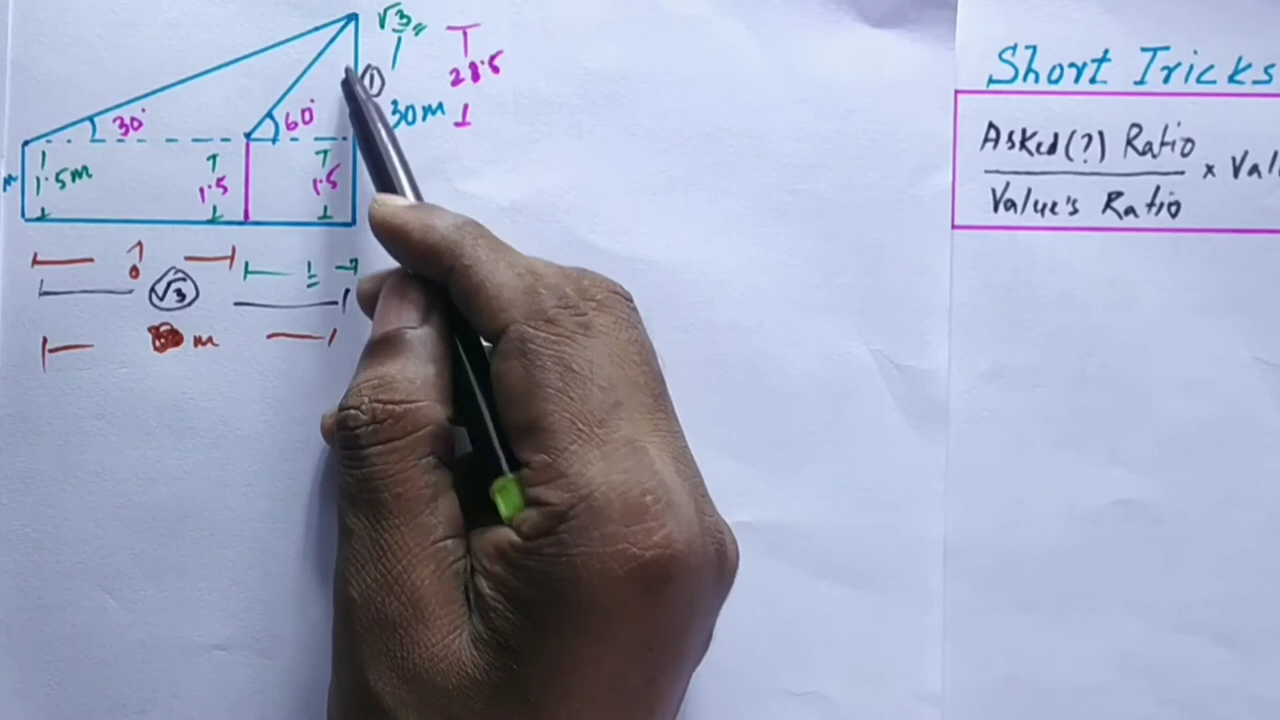 √3
28.5
1
30m
30°
60°
m
1.5m
1.5
1.5
?
1
√3
m
Short Tricks
Asked(?) Ratio
Value's Ratio
×